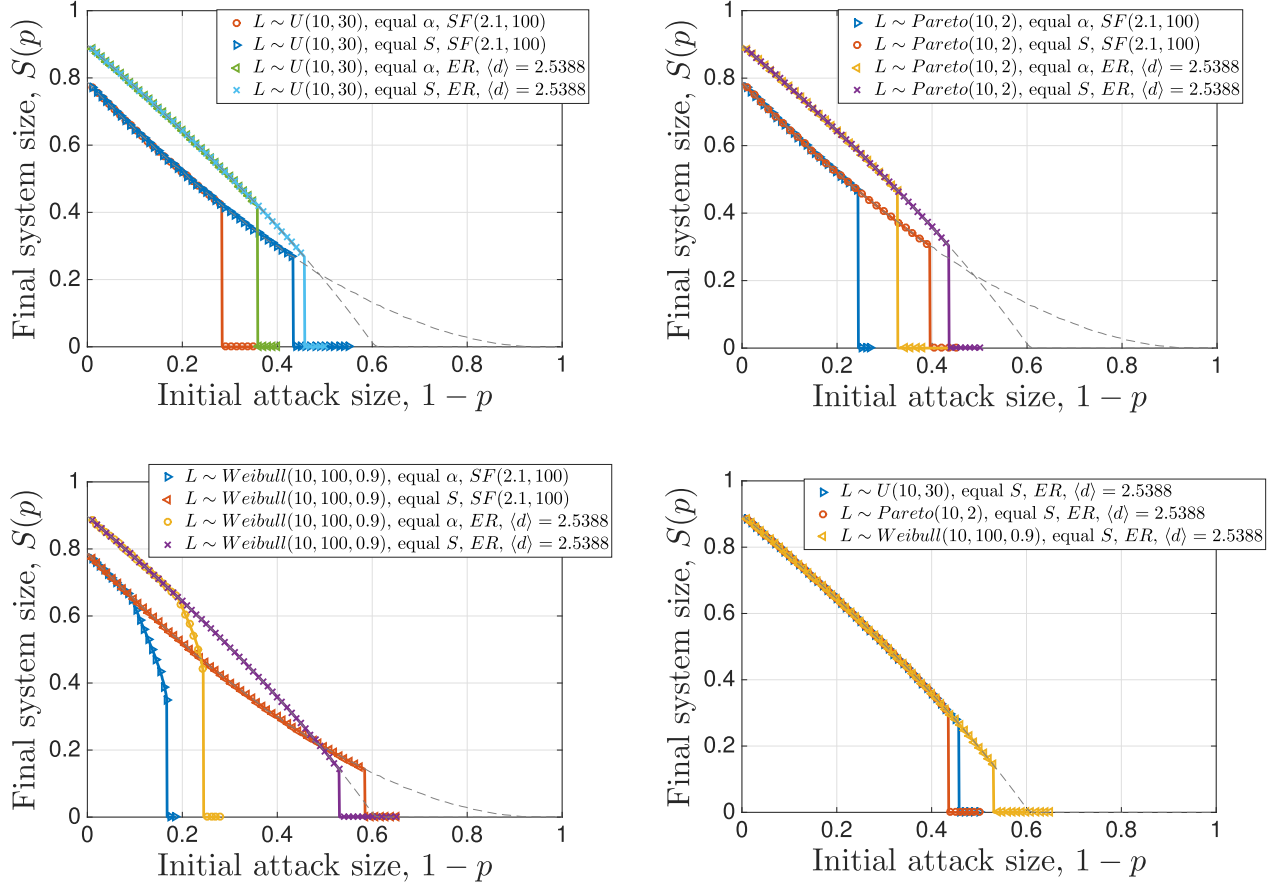 L ∼ U(10, 30), equal α, SF(2.1, 100)
L ∼ U(10, 30), equal S, SF(2.1, 100)
L ∼ U(10, 30), equal α, ER, ⟨d⟩ = 2.5388
L ∼ U(10, 30), equal S, ER, ⟨d⟩ = 2.5388
Final system size, S(p)
1
0.8
0.6
0.4
0.2
0
0 0.2 0.4 0.6 0.8 1
Initial attack size, 1 − p
L ∼ Pareto(10, 2), equal α, SF(2.1, 100)
L ∼ Pareto(10, 2), equal S, SF(2.1, 100)
L ∼ Pareto(10, 2), equal α, ER, ⟨d⟩ = 2.5388
L ∼ Pareto(10, 2), equal S, ER, ⟨d⟩ = 2.5388
Final system size, S(p)
1
0.8
0.6
0.4
0.2
0
0 0.2 0.4 0.6 0.8 1
Initial attack size, 1 − p
L ∼ Weibull(10, 100, 0.9), equal α, SF(2.1, 100)
L ∼ Weibull(10, 100, 0.9), equal S, SF(2.1, 100)
L ∼ Weibull(10, 100, 0.9), equal α, ER, ⟨d⟩ = 2.5388
L ∼ Weibull(10, 100, 0.9), equal S, ER, ⟨d⟩ = 2.5388
Final system size, S(p)
1
0.8
0.6
0.4
0.2
0
0 0.2 0.4 0.6 0.8 1
Initial attack size, 1 − p
L ∼ U(10, 30), equal S, ER, ⟨d⟩ = 2.5388
L ∼ Pareto(10, 2), equal S, ER, ⟨d⟩ = 2.5388
L ∼ Weibull(10, 100, 0.9), equal S, ER, ⟨d⟩ = 2.5388
Final system size, S(p)
1
0.8
0.6
0.4
0.2
0
0 0.2 0.4 0.6 0.8 1
Initial attack size, 1 − p